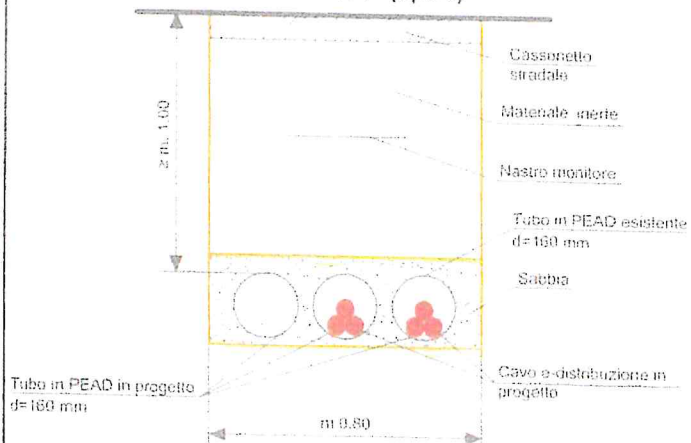 Cassonetto
stradale
≥ m. 1.00
Materiale inerte
Nastro monitore
Tubo in PEAD esistente
d=160 mm
Sabbia
Tubo in PEAD in progetto
d=160 mm
Cavo e-distribuzione in
progetto
m 0.80